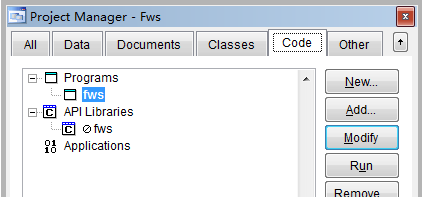 Project Manager - Fws
All Data Documents Classes Code Other
Programs
fws
API Libraries
fws
Applications
New...
Add...
Modify
Run
Remove